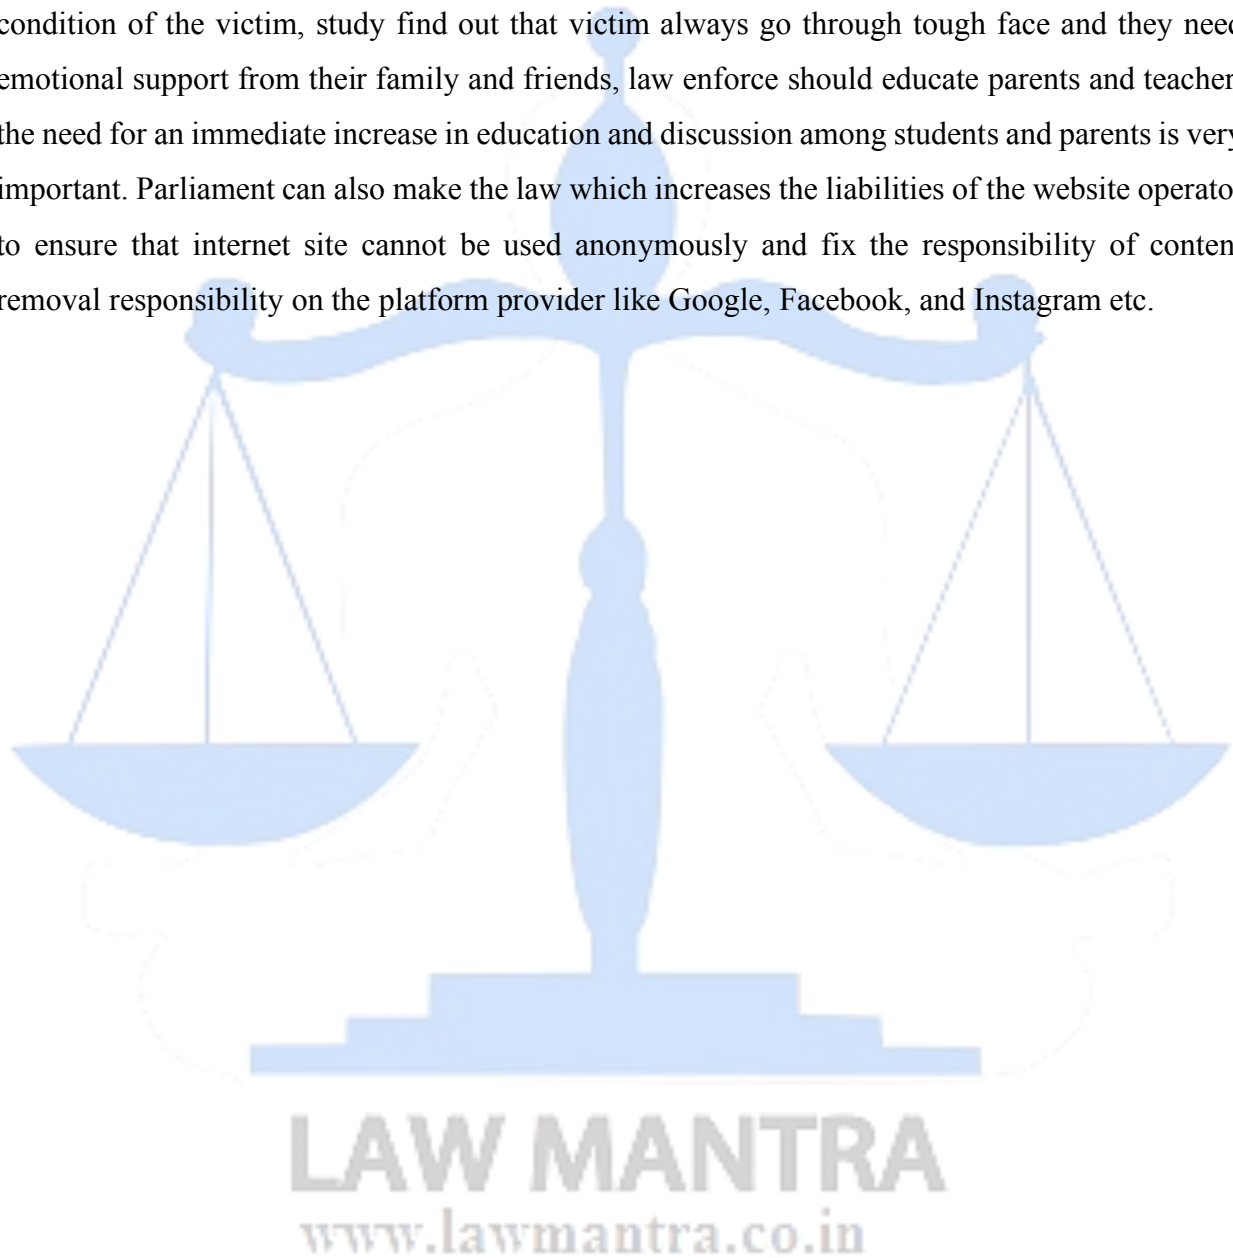 condition of the victim, study find out that victim always go through tough face and they need
emotional support from their family and friends, law enforce should educate parents and teacher
the need for an immediate increase in education and discussion among students and parents is very
important. Parliament can also make the law which increases the liabilities of the website operato
to ensure that internet site cannot be used anonymously and fix the responsibility of conten
removal responsibility on the platform provider like Google, Facebook, and Instagram etc.
LAW MANTRA
www.lawmantra.co.in